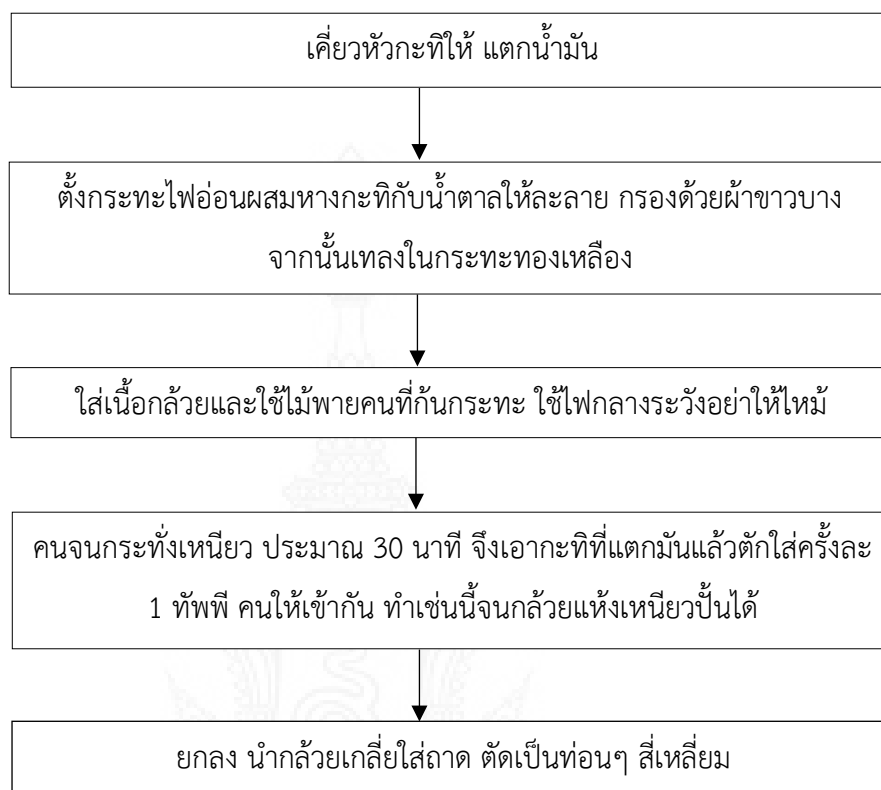 เคี่ยวหัวกะทิให้ แตกน้ำมัน
ตั้งกระทะไฟอ่อนผสมหางกะทิกับน้ำตาลให้ละลาย กรองด้วยผ้าขาวบาง
จากนั้นเทลงในกระทะทองเหลือง
ใส่เนื้อกล้วยและใช้ไม้พายคนที่ก้นกระทะ ใช้ไฟกลางระวังอย่าให้ไหม้
คนจนกระทั่งเหนียว ประมาณ 30 นาที จึงเอากะทิที่แตกมันแล้วตักใส่ครั้งละ
1 ทัพพี คนให้เข้ากัน ทำเช่นนี้จนกล้วยแห้งเหนียวปั้นได้
ยกลง นำกล้วยเกลี่ยใส่ถาด ตัดเป็นท่อนๆ สี่เหลี่ยม